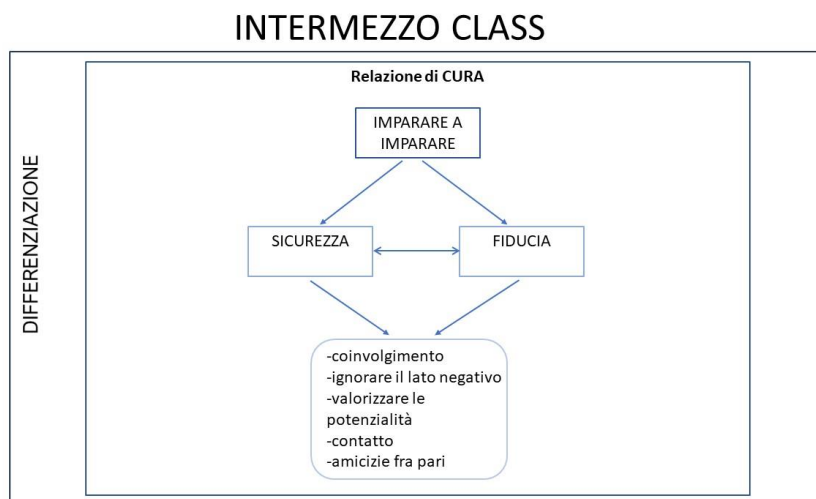 INTERMEZZO CLASS
DIFFERENZIAZIONE
Relazione di CURA
IMPARARE A
IMPARARE
SICUREZZA
FIDUCIA
-coinvolgimento
-ignorare il lato negativo
-valorizzare le
potenzialità
-contatto
-amicizie fra pari